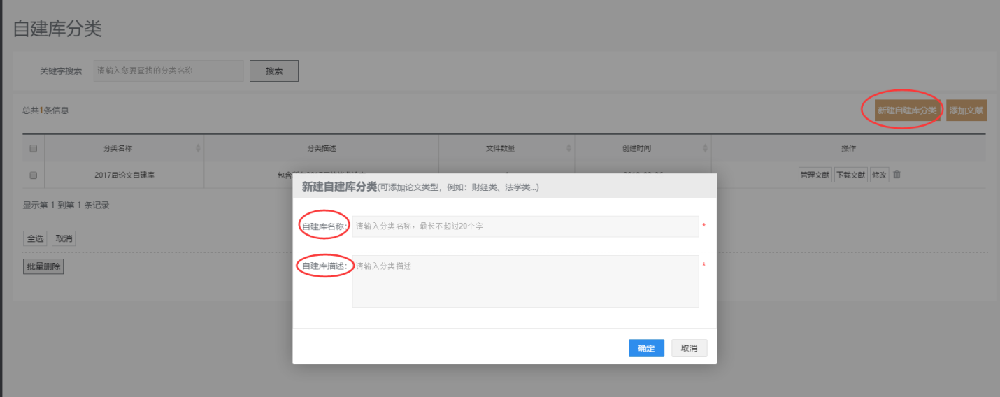 自建库分类
关键字搜索 请输入您要查找的分类名称 搜索
总共1条信息 新建自建库分类 添加文献
分类名称 分类描述 文件数量 创建时间 操作
2017届论文自建库 管理文献 下载文献 修改
新建自建库分类(可添加论文类型，例如：财经类、法学类...)
显示第 1 到第 1 条记录
自建库名称： 请输入分类名称，最长不超过20个字 *
全选 取消
自建库描述： 请输入分类描述 *
批量删除
确定 取消